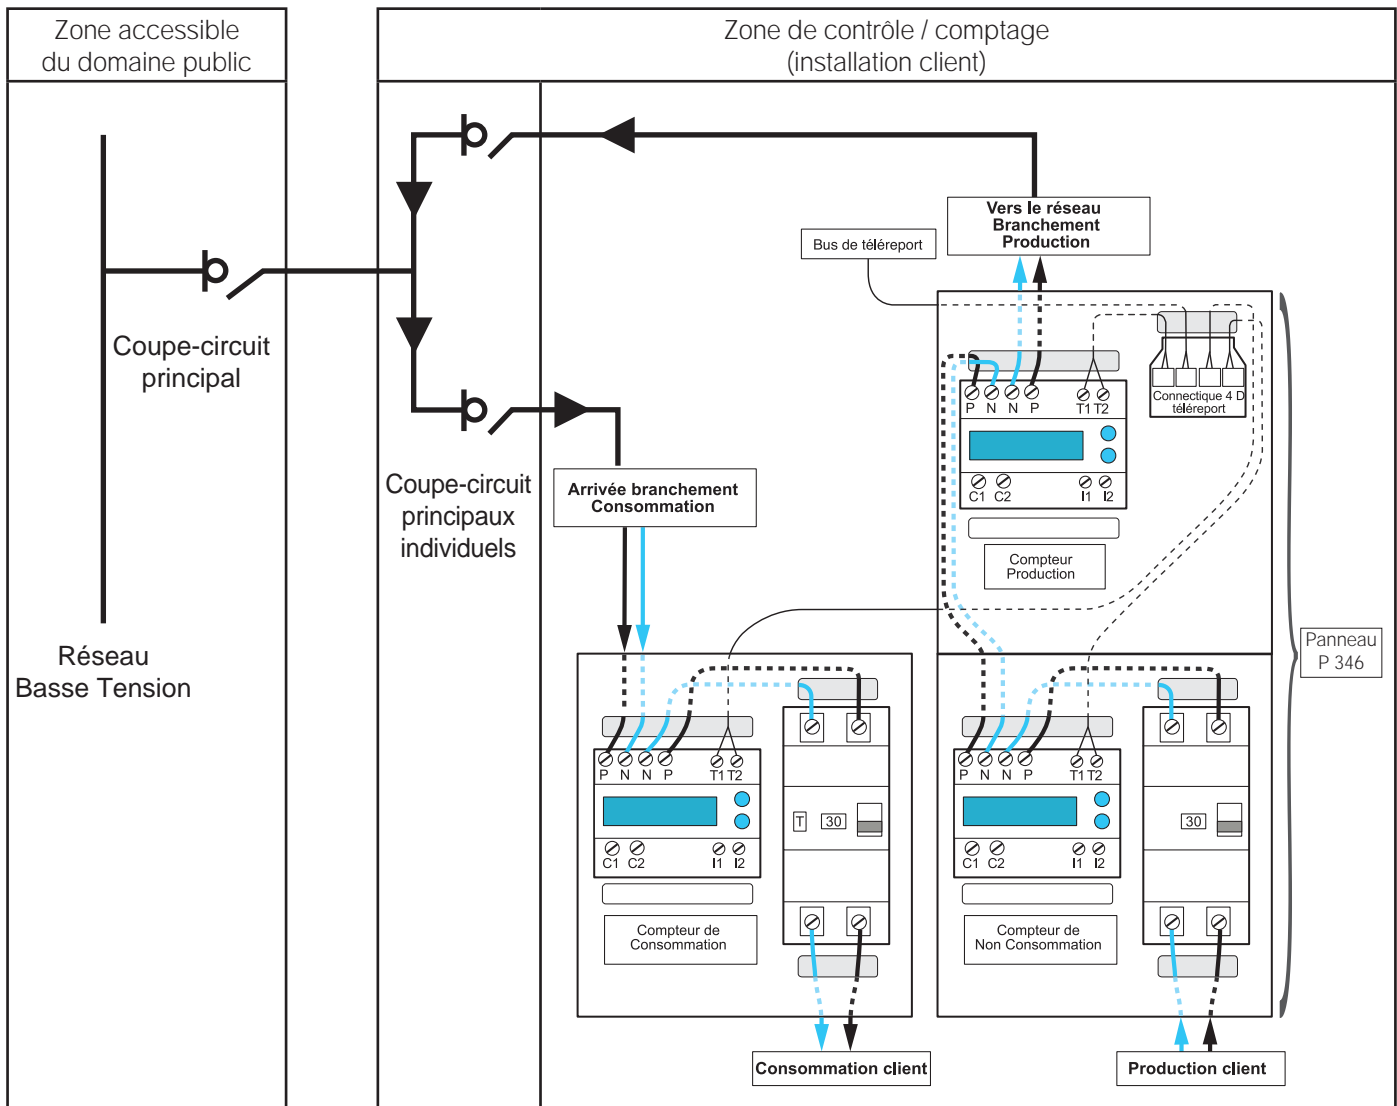 Zone accessible
du domaine public
Zone de contrôle / comptage
(installation client)
Vers le réseau
Branchement
Production
Bus de téléreport
Coupe-circuit
principal
P N N P T1 T2
Connectique 4 D
téléreport
C1 C2 I1 I2
Coupe-circuit
principaux
individuels
Arrivée branchement
Consommation
Compteur
Production
Réseau
Basse Tension
Panneau
P 346
P N N P T1 T2
T 30
C1 C2 I1 I2
Compteur de
Consommation
P N N P T1 T2
30
C1 C2 I1 I2
Compteur de
Non Consommation
Consommation client
Production client